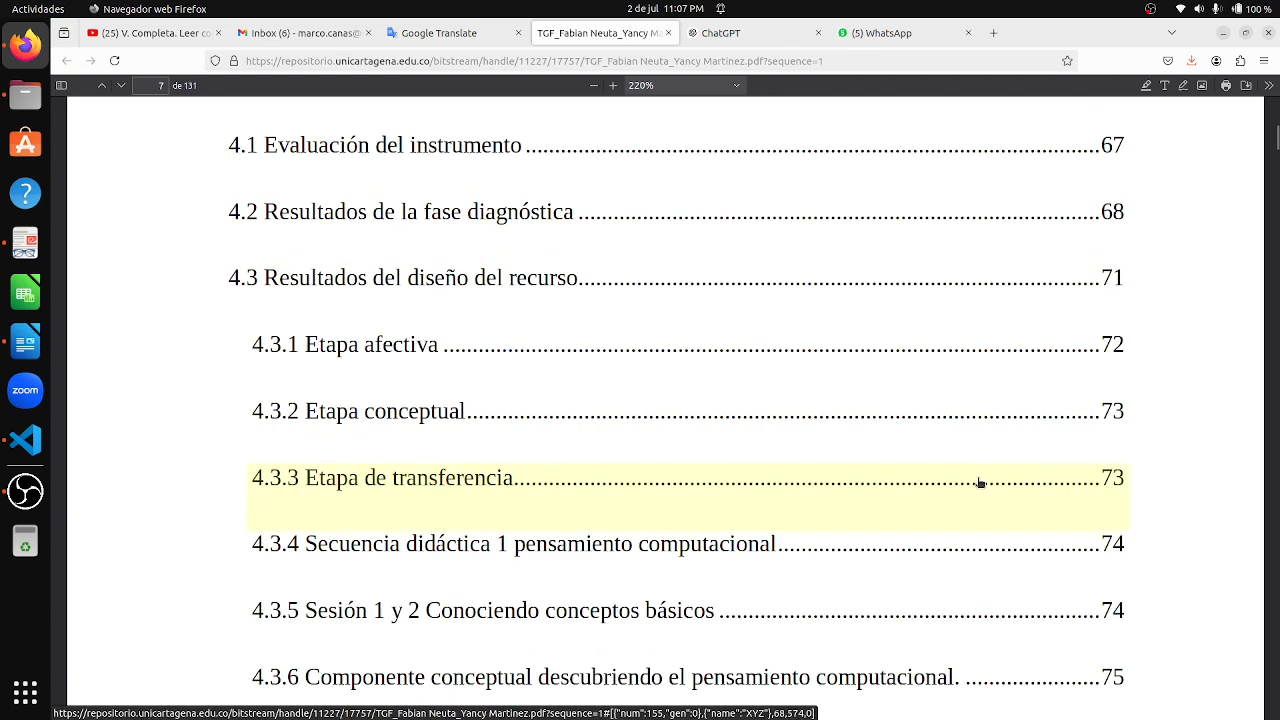 Actividades
Navegador web Firefox
2 de jul 11:07 PM
100 %
(25) V. Completa. Leer co
Inbox (6) - marco.canas@
Google Translate
TGF_Fabian Neuta_Yancy Ma
ChatGPT
(5) WhatsApp
https://repositorio.unicartagena.edu.co/bitstream/handle/11227/17757/TGF_Fabian Neuta_Yancy Martinez.pdf?sequence=1
7 de 131
220%
4.1 Evaluación del instrumento ........ 67
4.2 Resultados de la fase diagnóstica ........ 68
4.3 Resultados del diseño del recurso........ 71
4.3.1 Etapa afectiva ........ 72
4.3.2 Etapa conceptual........ 73
4.3.3 Etapa de transferencia........ 73
4.3.4 Secuencia didáctica 1 pensamiento computacional........ 74
4.3.5 Sesión 1 y 2 Conociendo conceptos básicos ........ 74
4.3.6 Componente conceptual descubriendo el pensamiento computacional. ........ 75
zoom
https://repositorio.unicartagena.edu.co/bitstream/handle/11227/17757/TGF_Fabian Neuta_Yancy Martinez.pdf?sequence=1#[{"num":155,"gen":0},{"name":"XYZ"},68,574,0]